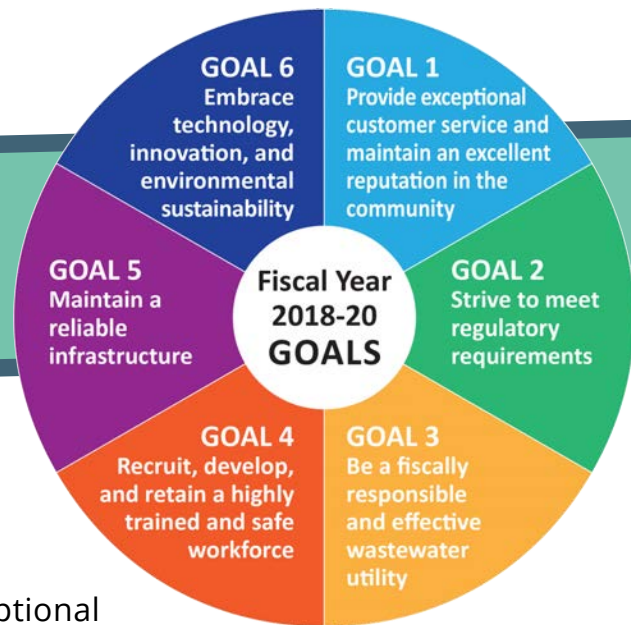 GOAL 6
Embrace
technology,
innovation, and
environmental
sustainability
GOAL 1
Provide exceptional
customer service and
maintain an excellent
reputation in the
community
GOAL 5
Maintain a
reliable
infrastructure
Fiscal Year
2018-20
GOALS
GOAL 2
Strive to meet
regulatory
requirements
GOAL 4
Recruit, develop,
and retain a highly
trained and safe
workforce
GOAL 3
Be a fiscally
responsible
and effective
wastewater
utility